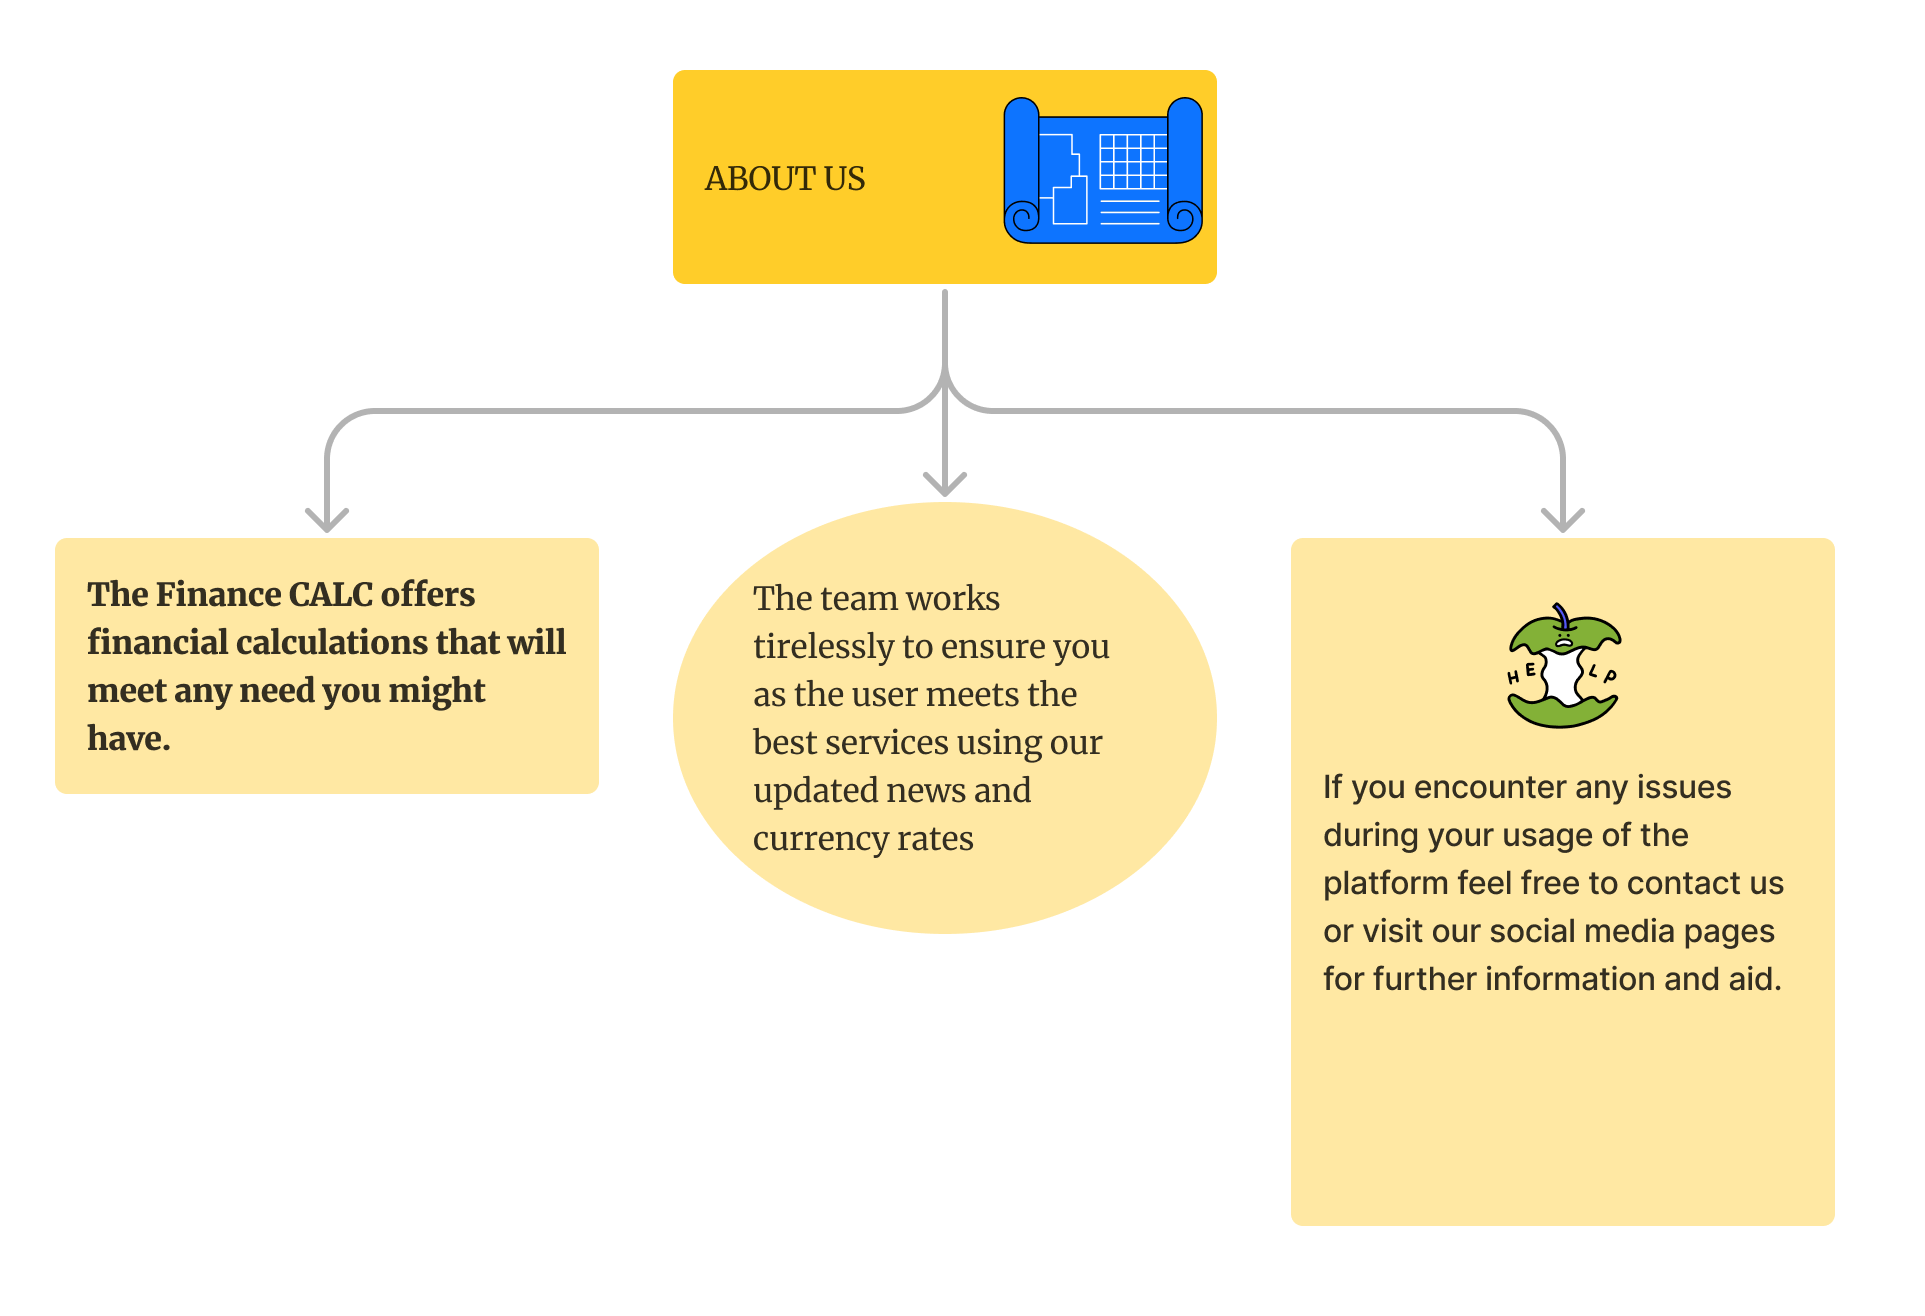 ABOUT US
The Finance CALC offers
financial calculations that will
meet any need you might
have.
The team works
tirelessly to ensure you
as the user meets the
best services using our
updated news and
currency rates
HELP
If you encounter any issues
during your usage of the
platform feel free to contact us
or visit our social media pages
for further information and aid.